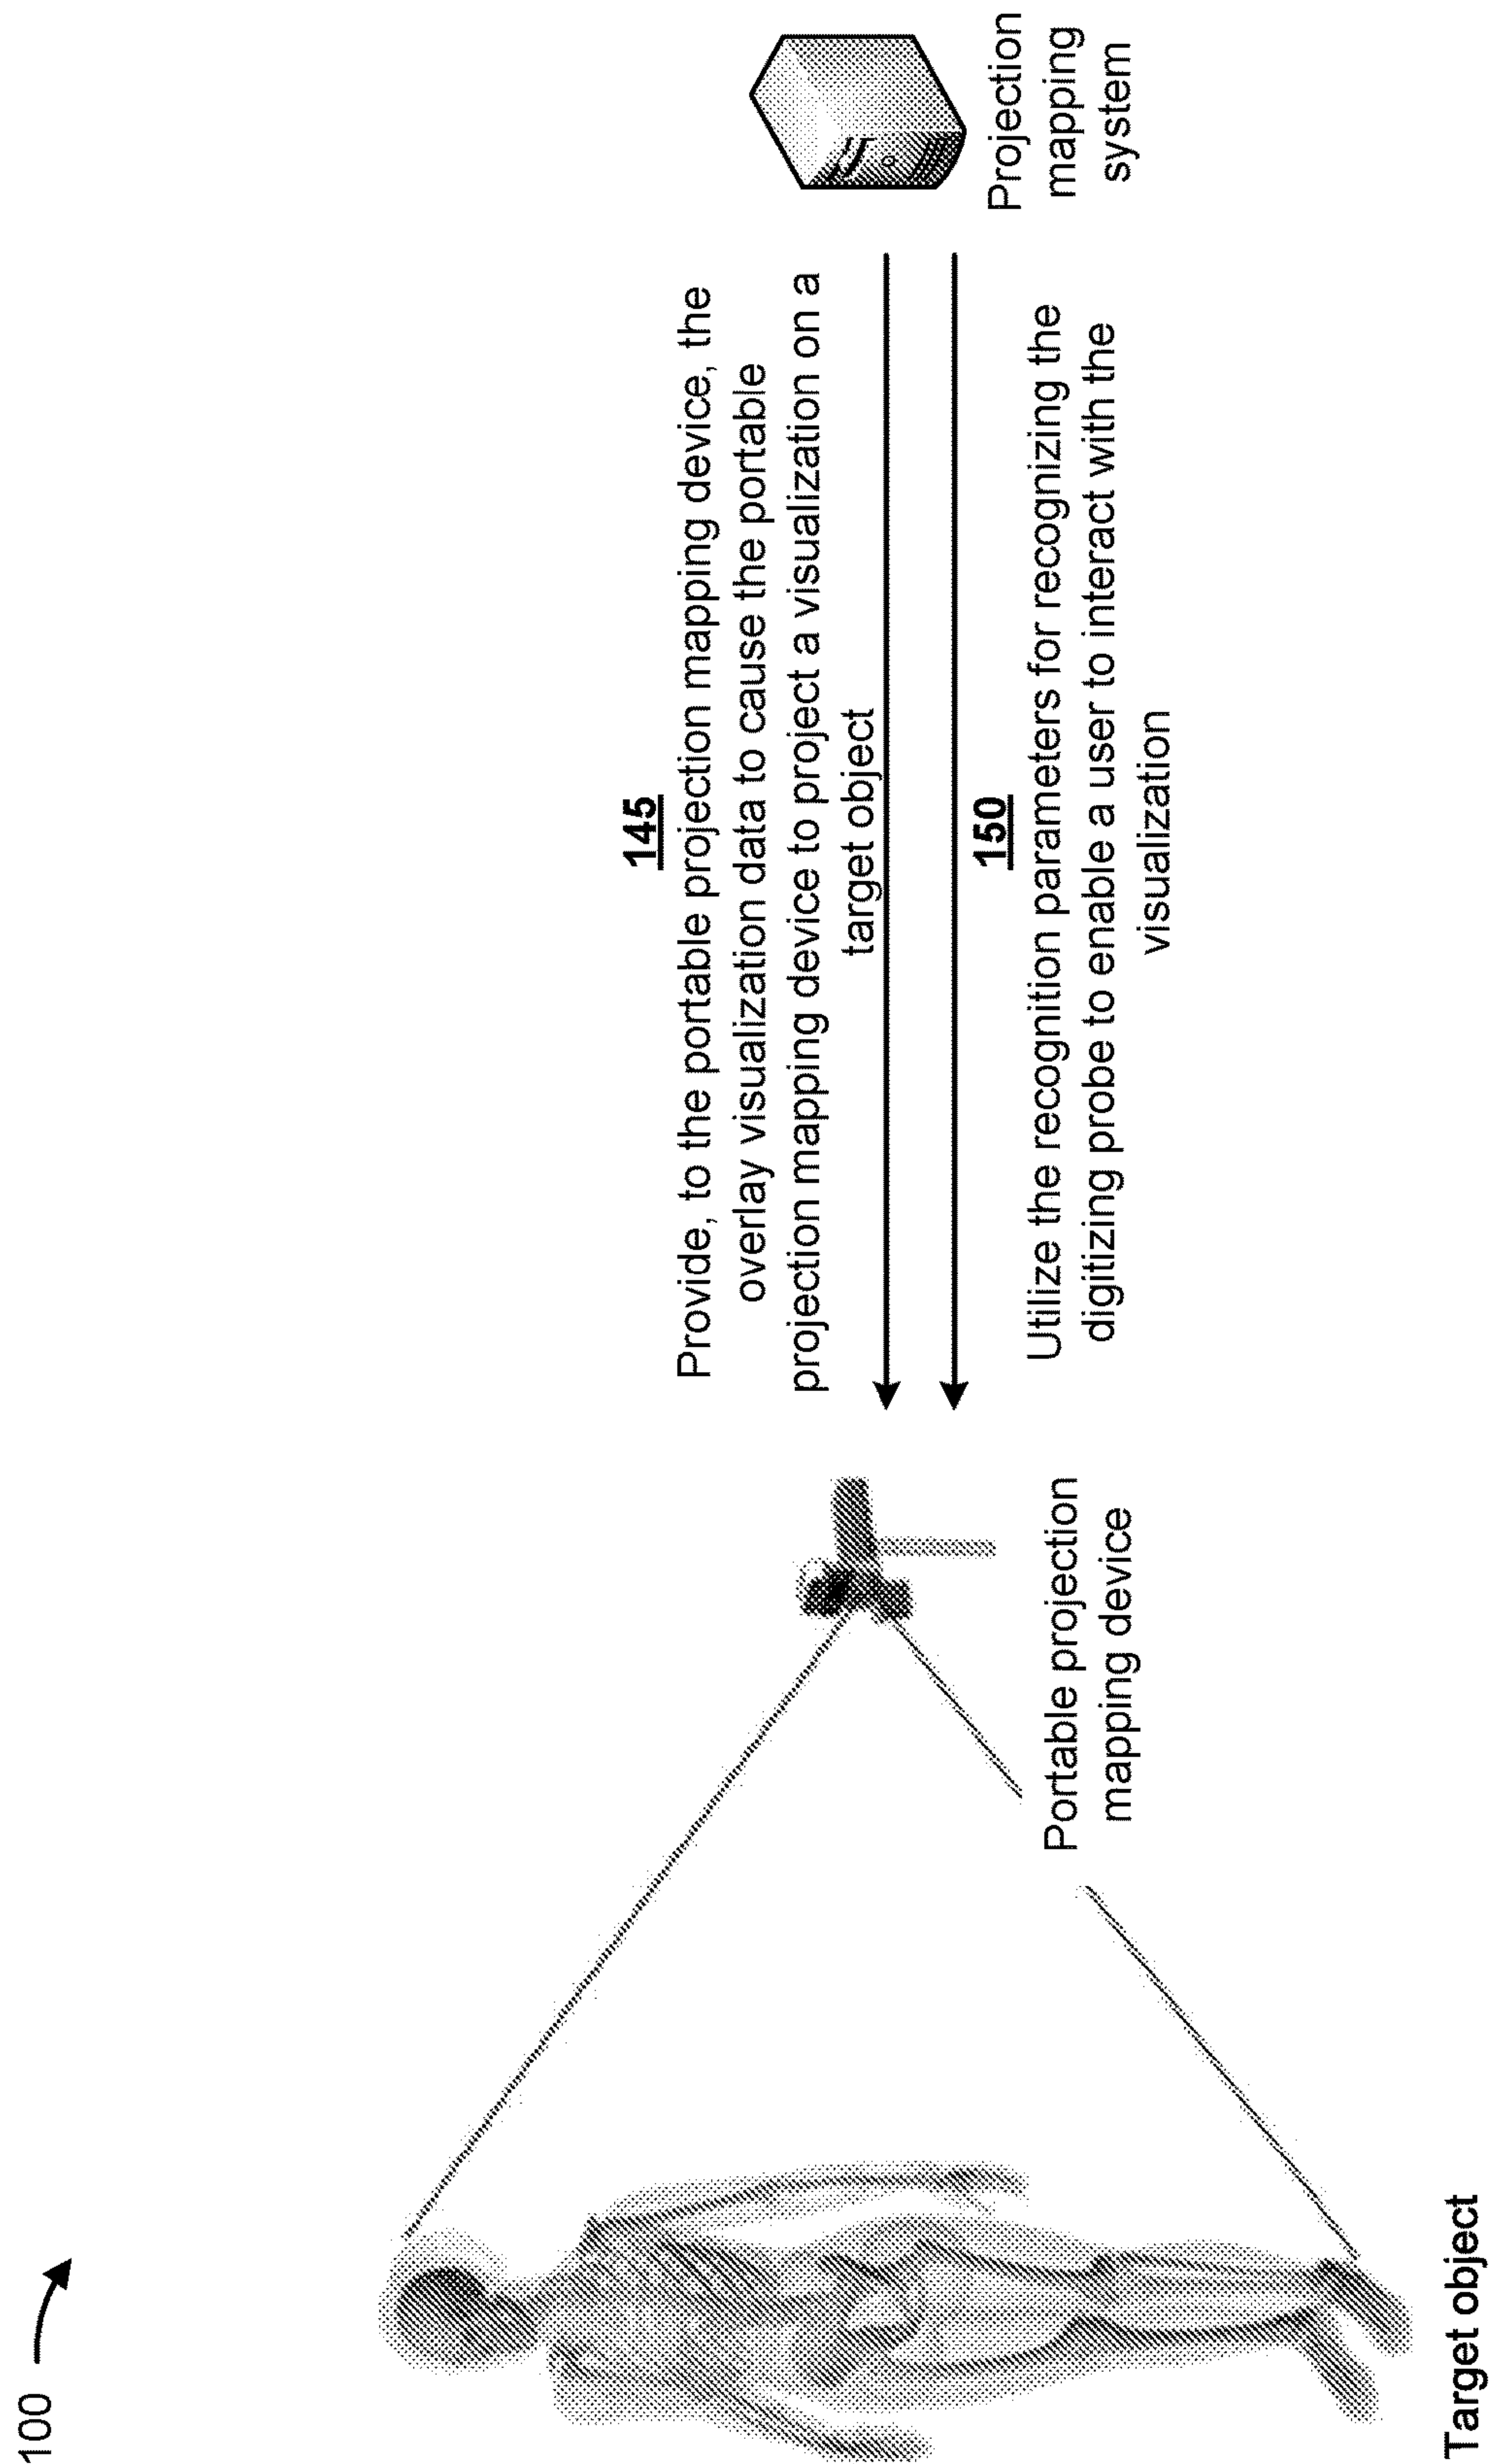 100
145
Provide, to the portable projection mapping device, the
overlay visualization data to cause the portable
projection mapping device to project a visualization on a
target object
150
Utilize the recognition parameters for recognizing the
digitizing probe to enable a user to interact with the
visualization
Projection
mapping
system
Portable projection
mapping device
Target object